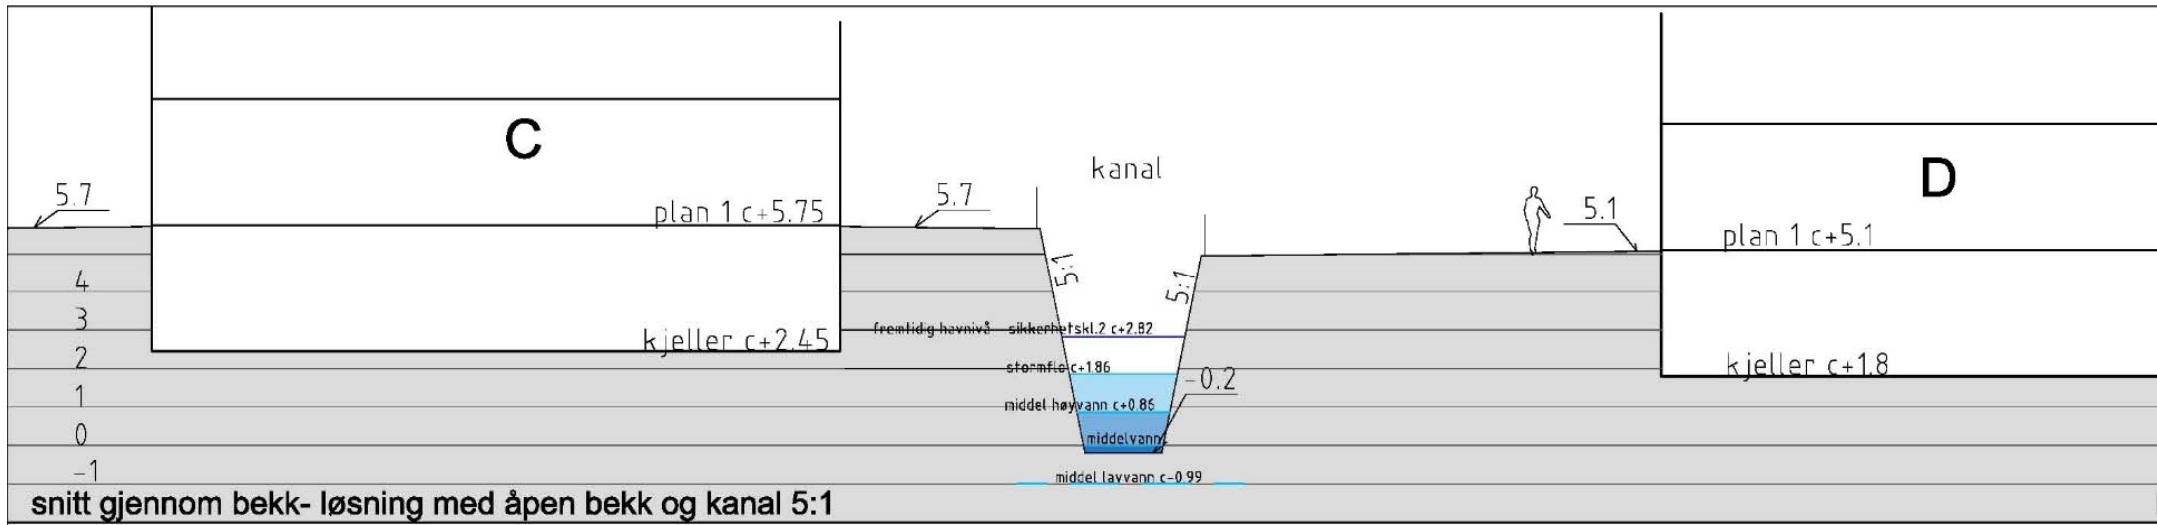 C
kanal
D
5.7
plan 1 c+5.75
5.7
5.1
plan 1 c+5.1
5:1
5:1
4
3
fremtidig havnivå - sikkerhetskl.2 c+2.82
kjeller c+2.45
2
stormflo c+1.86
kjeller c+1.8
-0.2
1
middel høyvann c+0.86
0
middelvann
-1
middel lavvann c-0.99
snitt gjennom bekk- løsning med åpen bekk og kanal 5:1